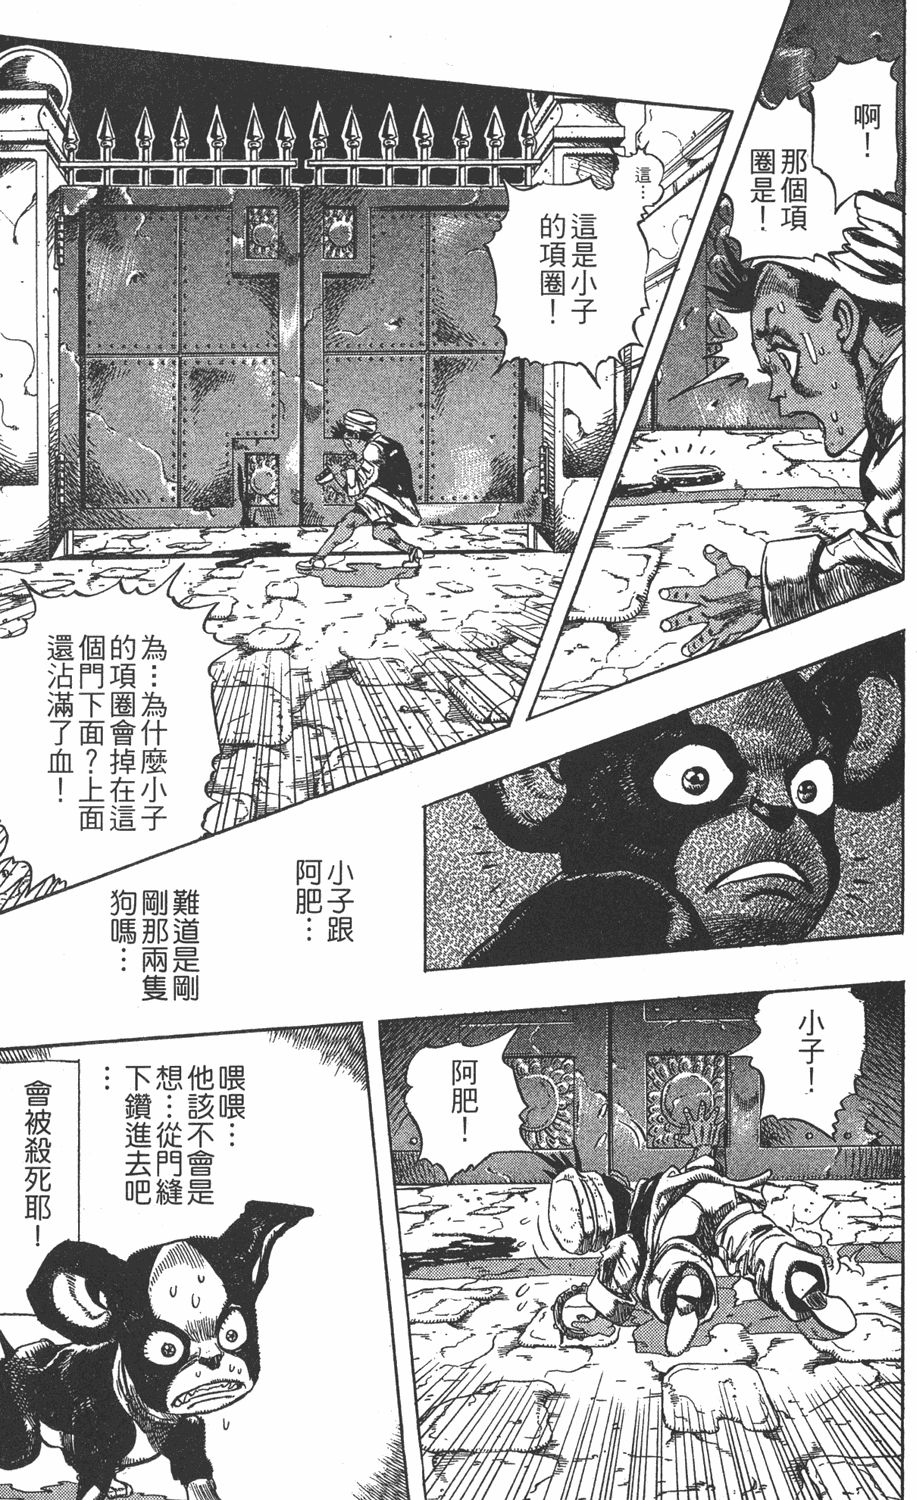 啊！
那個項
圈是！
這…
這是小子
的項圈！
為…為什麼小子
的項圈會掉在這
個門下面？上面
還沾滿了血！
小子跟
阿肥…
難道是剛
剛那兩隻
狗嗎…
小子！
阿肥！
喂喂…
他該不會是
想…從門縫
下鑽進去吧
…
會被殺死耶！